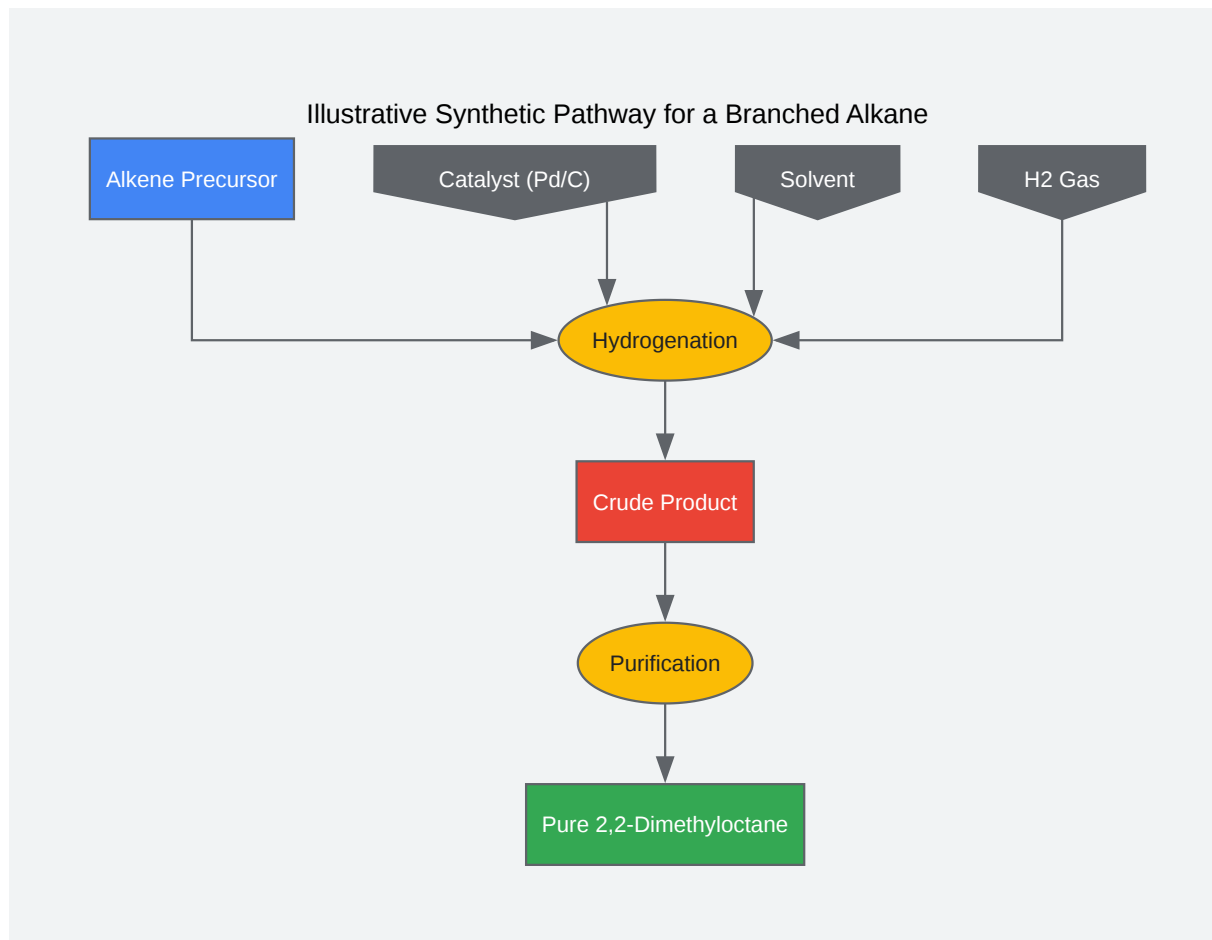 Illustrative Synthetic Pathway for a Branched Alkane
Alkene Precursor
Catalyst (Pd/C)
Solvent
H2 Gas
Hydrogenation
Crude Product
Purification
Pure 2,2-Dimethyloctane